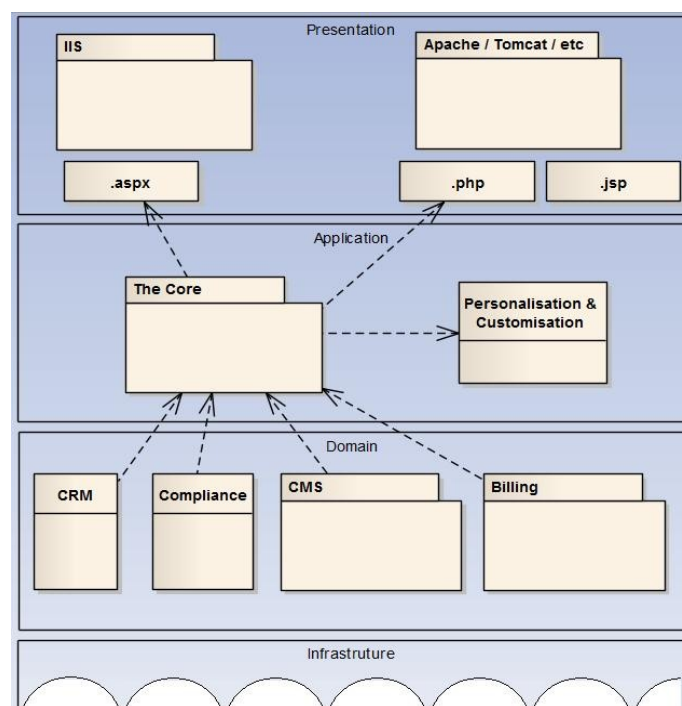 Presentation
IIS
Apache / Tomcat / etc
.aspx
.php
.jsp
Application
The Core
Personalisation &
Customisation
Domain
CRM
Compliance
CMS
Billing
Infrastruture